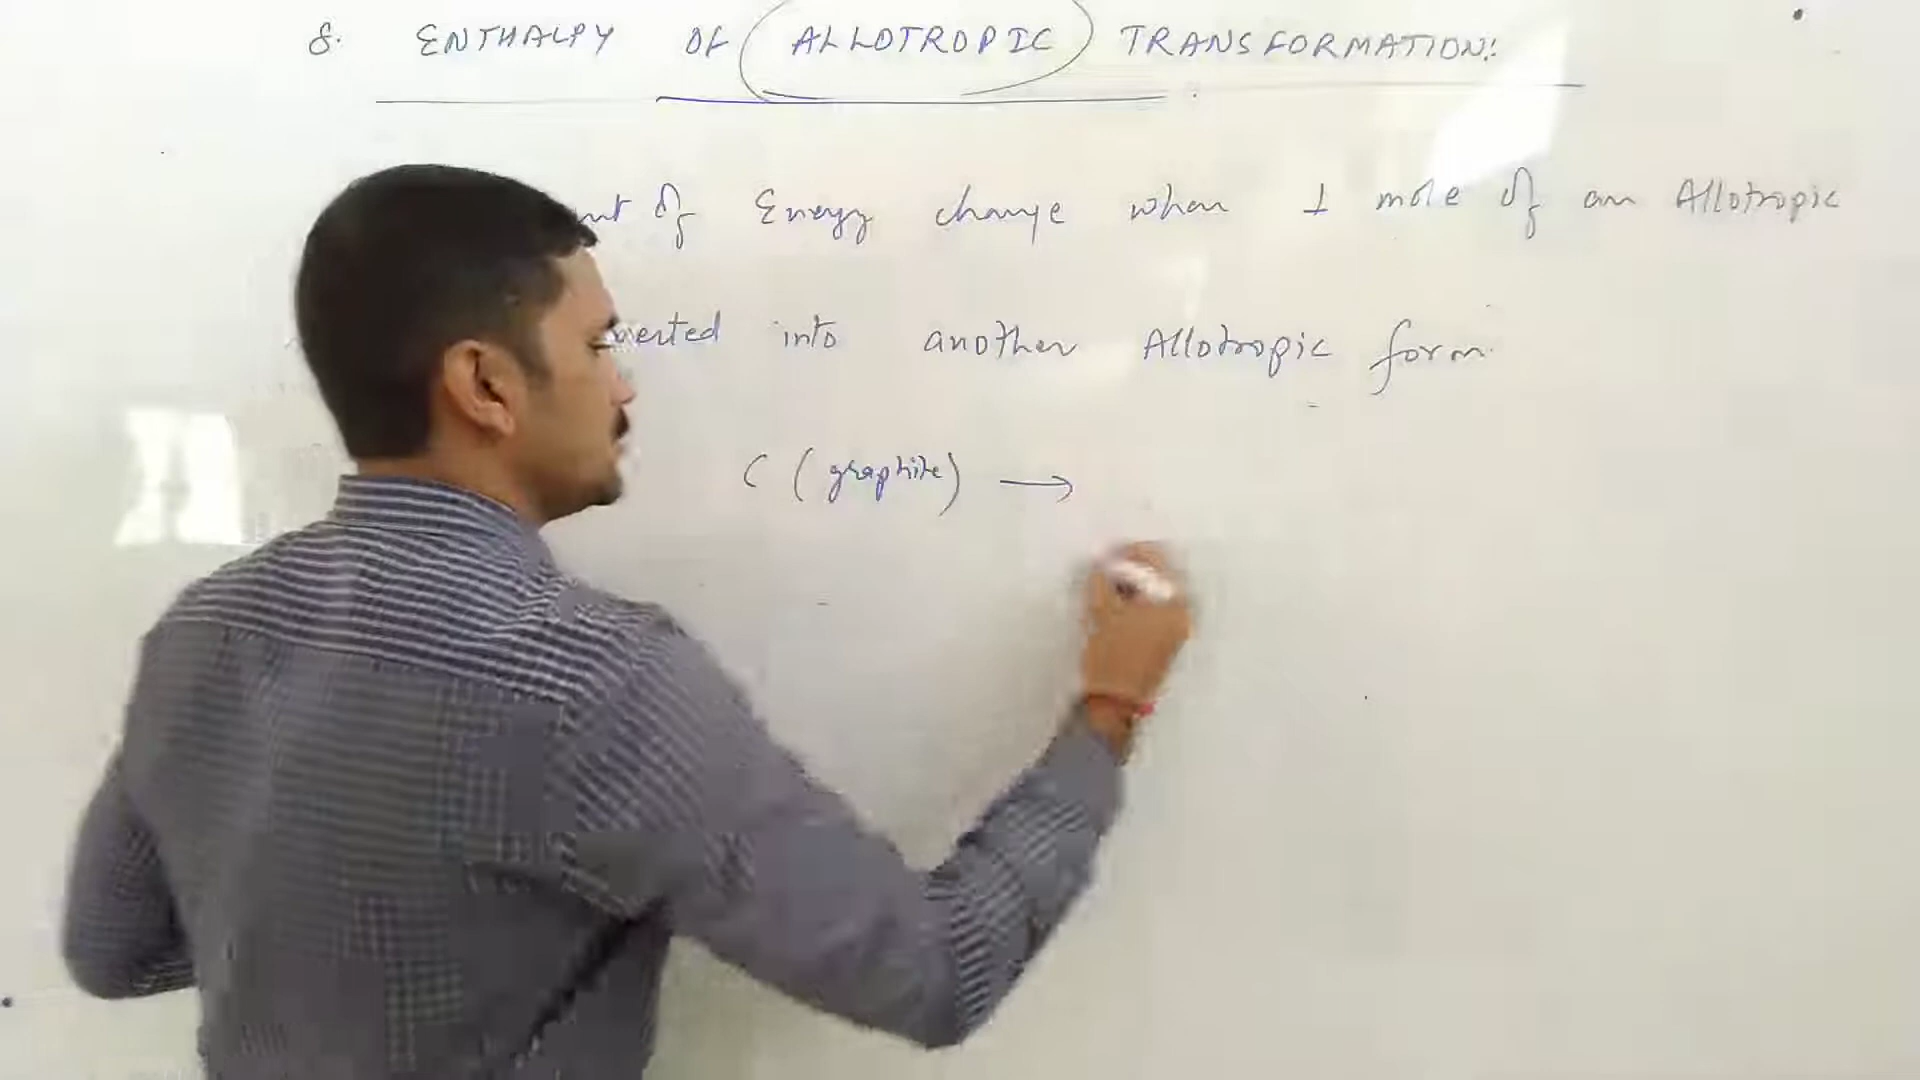 8. ENTHALPY OF ALLOTROPIC TRANSFORMATION:
of Energy change when 1 mole of an Allotropic
into another Allotropic form.
C (graphite) →